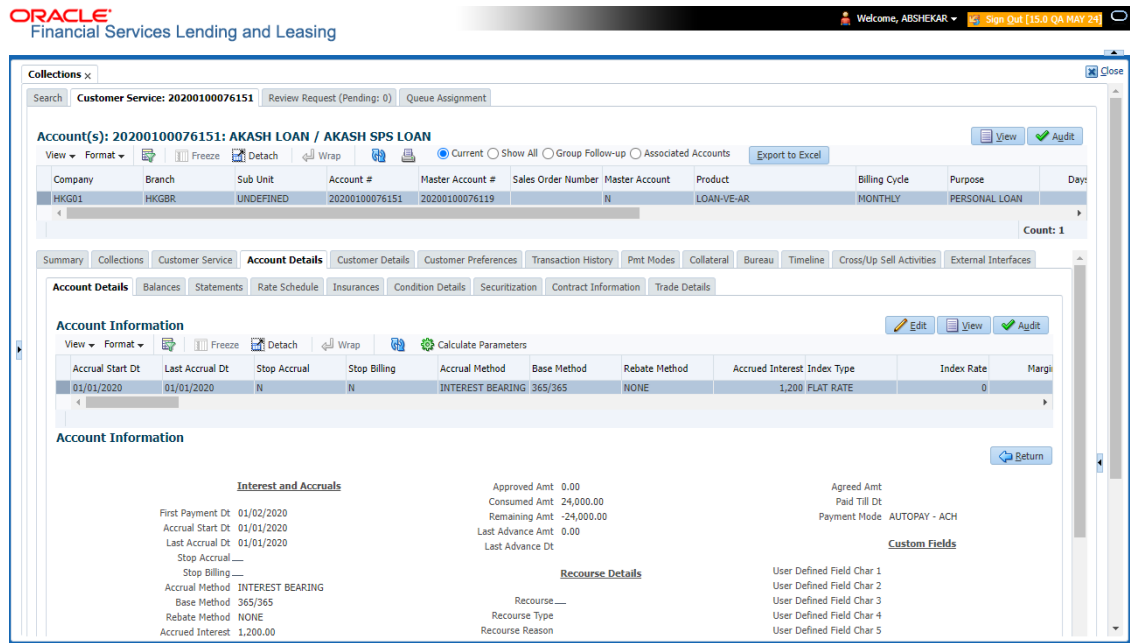 ORACLE
Financial Services Lending and Leasing
Welcome, ABSHEKAR
Sign Out [15.0 QA MAY 24]
Collections x
Close
Search Customer Service: 20200100076151 Review Request (Pending: 0) Queue Assignment
Account(s): 20200100076151: AKASH LOAN / AKASH SPS LOAN
View Audit
View Format Freeze Detach Wrap Current Show All Group Follow-up Associated Accounts Export to Excel
Company Branch Sub Unit Account # Master Account # Sales Order Number Master Account Product Billing Cycle Purpose Days
HKG01 HKGBR UNDEFINED 20200100076151 20200100076119 N LOAN-VE-AR MONTHLY PERSONAL LOAN
Count: 1
Summary Collections Customer Service Account Details Customer Details Customer Preferences Transaction History Pmt Modes Collateral Bureau Timeline Cross/Up Sell Activities External Interfaces
Account Details Balances Statements Rate Schedule Insurances Condition Details Securitization Contract Information Trade Details
Account Information
Edit View Audit
View Format Freeze Detach Wrap Calculate Parameters
Accrual Start Dt Last Accrual Dt Stop Accrual Stop Billing Accrual Method Base Method Rebate Method Accrued Interest Index Type Index Rate Margi
01/01/2020 01/01/2020 N N INTEREST BEARING 365/365 NONE 1,200 FLAT RATE 0
Account Information
Return
Interest and Accruals
First Payment Dt 01/02/2020
Accrual Start Dt 01/01/2020
Last Accrual Dt 01/01/2020
Stop Accrual
Stop Billing
Accrual Method INTEREST BEARING
Base Method 365/365
Rebate Method NONE
Accrued Interest 1,200.00
Approved Amt 0.00
Consumed Amt 24,000.00
Remaining Amt -24,000.00
Last Advance Amt 0.00
Last Advance Dt
Recourse Details
Recourse
Recourse Type
Recourse Reason
Agreed Amt
Paid Till Dt
Payment Mode AUTOPAY - ACH
Custom Fields
User Defined Field Char 1
User Defined Field Char 2
User Defined Field Char 3
User Defined Field Char 4
User Defined Field Char 5